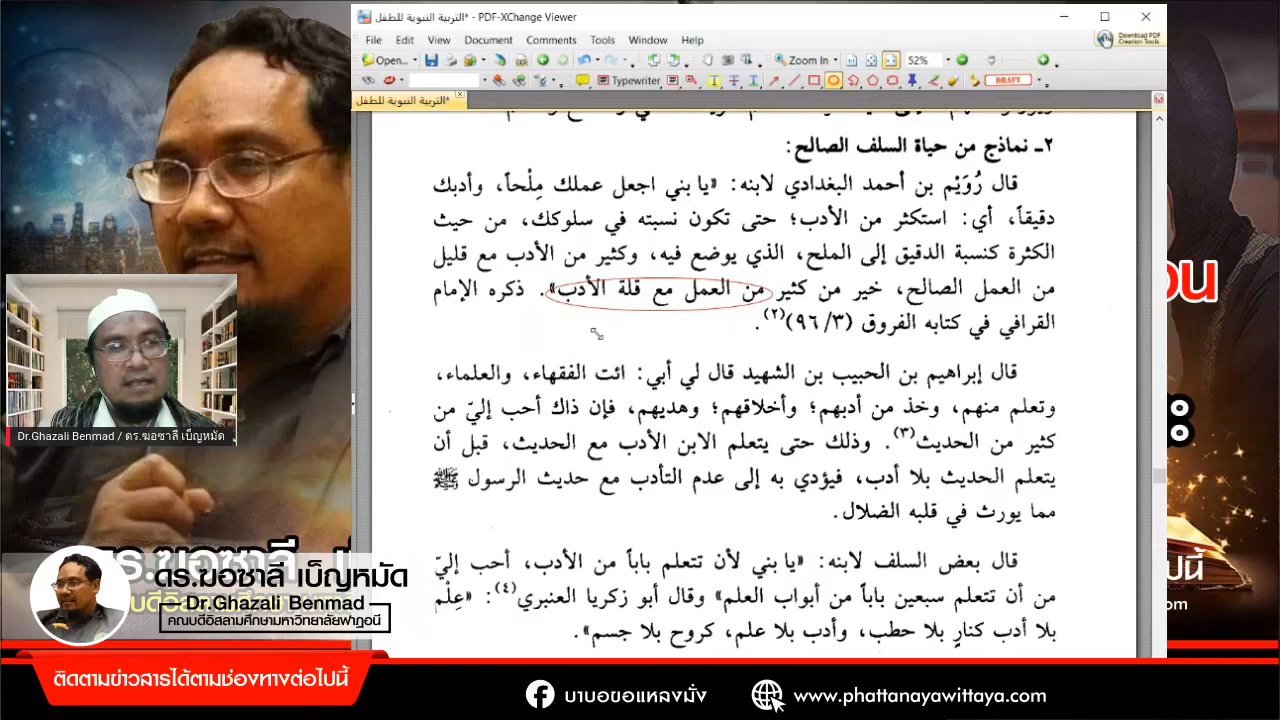 التربية النبوية للطفل* - PDF-XChange Viewer
File Edit View Document Comments Tools Window Help
Download PDF
Creation Tools
Open... Zoom In 52%
Typewriter DRAFT
التربية النبوية للطفل*
٢ـ نماذج من حياة السلف الصالح:
قال رُوَيْم بن أحمد البغدادي لابنه: «يا بني اجعل عملك مِلْحاً، وأدبك
دقيقاً، أي: استكثر من الأدب؛ حتى تكون نسبته في سلوكك، من حيث
الكثرة كنسبة الدقيق إلى الملح، الذي يوضع فيه، وكثير من الأدب مع قليل
من العمل الصالح، خير من كثير من العمل مع قلة الأدب». ذكره الإمام
القرافي في كتابه الفروق (٣/ ٩٦)(٢).
قال إبراهيم بن الحبيب بن الشهيد قال لي أبي: ائت الفقهاء، والعلماء،
وتعلم منهم، وخذ من أدبهم؛ وأخلاقهم؛ وهديهم، فإن ذاك أحب إليّ من
كثير من الحديث(٣). وذلك حتى يتعلم الابن الأدب مع الحديث، قبل أن
يتعلم الحديث بلا أدب، فيؤدي به إلى عدم التأدب مع حديث الرسول ﷺ
مما يورث في قلبه الضلال.
قال بعض السلف لابنه: «يا بني لأن تتعلم باباً من الأدب، أحب إليّ
من أن تتعلم سبعين باباً من أبواب العلم» وقال أبو زكريا العنبري(٤): «عِلْم
بلا أدب كنارٍ بلا حطب، وأدب بلا علم، كروح بلا جسم».
Dr.Ghazali Benmad / ดร.ฆอซาลี เบ็ญหมัด
ดร.ฆอซาลี
ดร.ฆอซาลี เบ็ญหมัด
Dr.Ghazali Benmad
คณบดีอิสลามศึกษามหาวิทยาลัยฟาฏอนี
ติดตามข่าวสารได้ตามช่องทางต่อไปนี้
บาบอขอแหลงมั่ง
www.phattanayawittaya.com